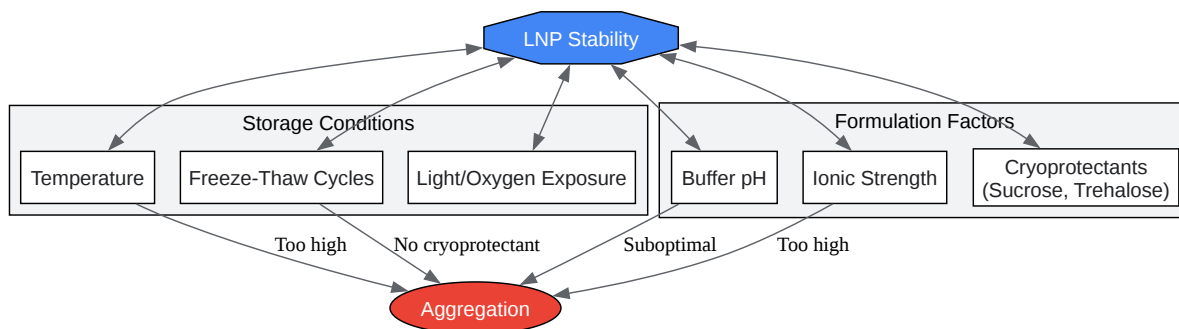 LNP Stability
Storage Conditions
Formulation Factors
Temperature
Freeze-Thaw Cycles
Light/Oxygen Exposure
Buffer pH
Ionic Strength
Cryoprotectants
(Sucrose, Trehalose)
Too high
No cryoprotectant
Suboptimal
Too high
Aggregation